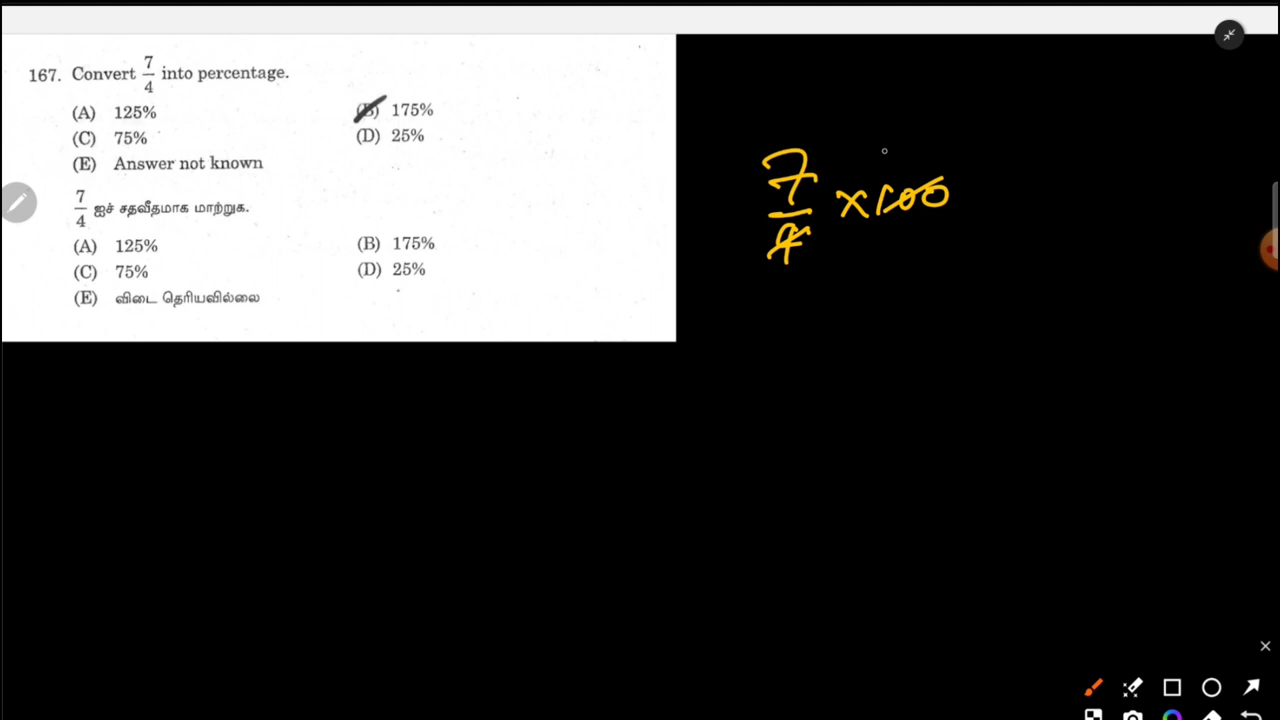 167. Convert 7/4 into percentage.
(A) 125% (B) 175%
(C) 75% (D) 25%
(E) Answer not known
7/4 ஐச் சதவீதமாக மாற்றுக.
(A) 125% (B) 175%
(C) 75% (D) 25%
(E) விடை தெரியவில்லை
7/4 ×100